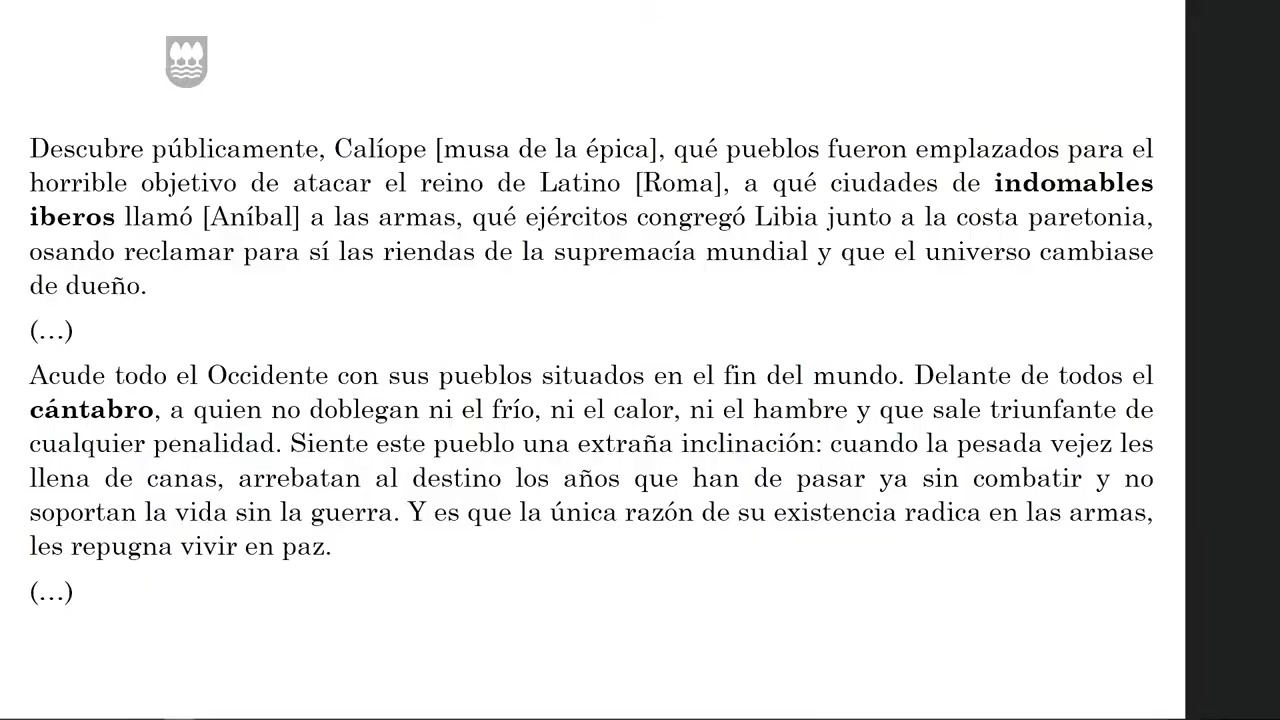 Descubre públicamente, Calíope [musa de la épica], qué pueblos fueron emplazados para el
horrible objetivo de atacar el reino de Latino [Roma], a qué ciudades de indomables
iberos llamó [Aníbal] a las armas, qué ejércitos congregó Libia junto a la costa paretonia,
osando reclamar para sí las riendas de la supremacía mundial y que el universo cambiase
de dueño.
(…)
Acude todo el Occidente con sus pueblos situados en el fin del mundo. Delante de todos el
cántabro, a quien no doblegan ni el frío, ni el calor, ni el hambre y que sale triunfante de
cualquier penalidad. Siente este pueblo una extraña inclinación: cuando la pesada vejez les
llena de canas, arrebatan al destino los años que han de pasar ya sin combatir y no
soportan la vida sin la guerra. Y es que la única razón de su existencia radica en las armas,
les repugna vivir en paz.
(…)